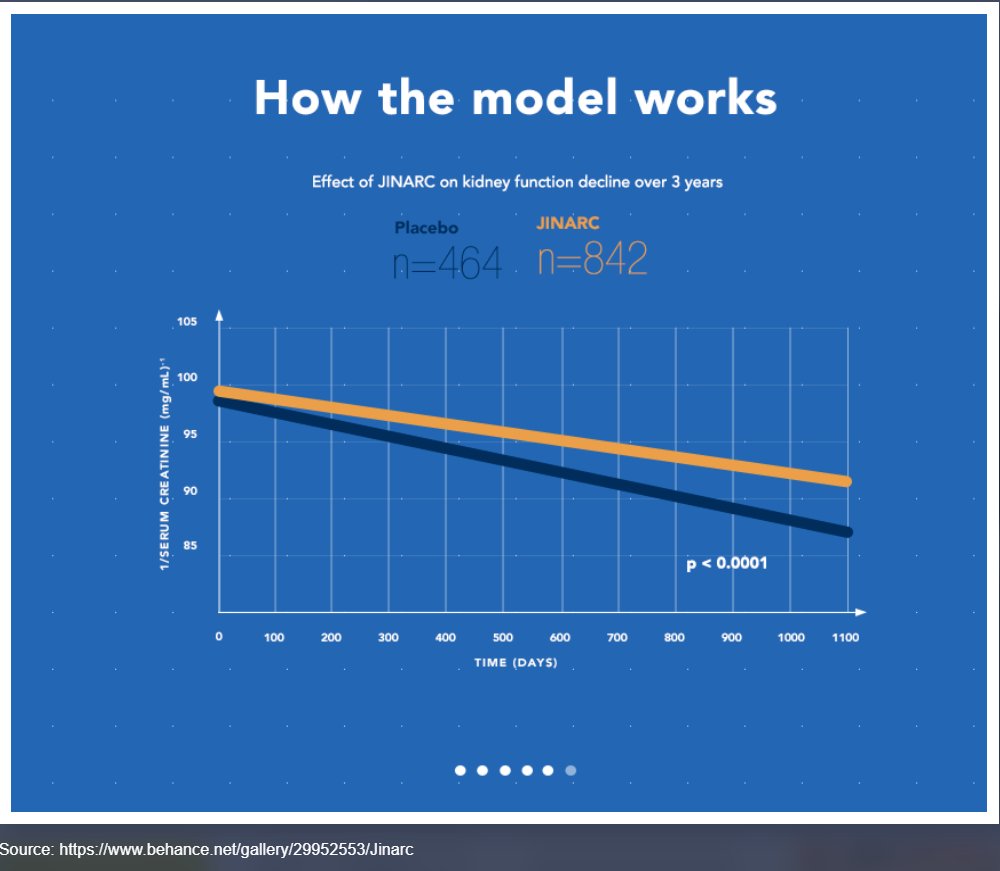 How the model works
Effect of JINARC on kidney function decline over 3 years
Placebo
n=464
JINARC
n=842
1/SERUM CREATININE (mg/mL)⁻¹
105
100
95
90
85
p < 0.0001
0 100 200 300 400 500 600 700 800 900 1000 1100
TIME (DAYS)
Source: https://www.behance.net/gallery/29952553/Jinarc